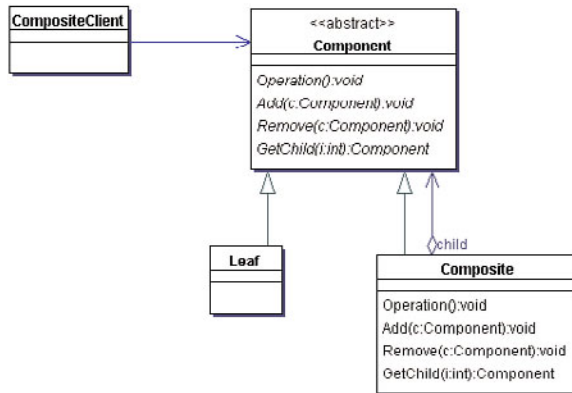 CompositeClient
<<abstract>>
Component
Operation():void
Add(c:Component):void
Remove(c:Component):void
GetChild(i:int):Component
child
Leaf
Composite
Operation():void
Add(c:Component):void
Remove(c:Component):void
GetChild(i:int):Component